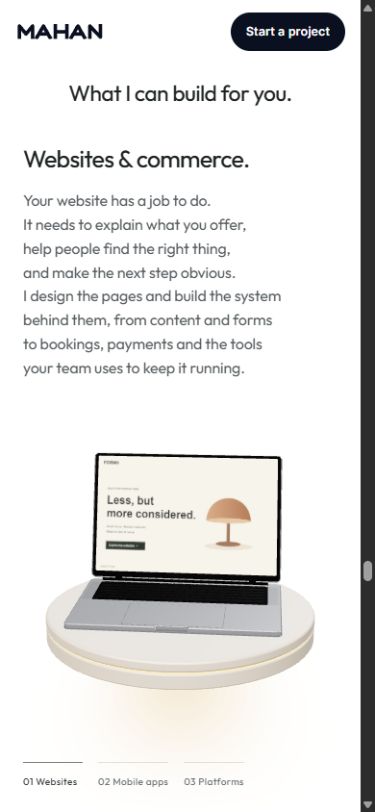 MAHAN
Start a project
What I can build for you.
Websites & commerce.
Your website has a job to do.
It needs to explain what you offer,
help people find the right thing,
and make the next step obvious.
I design the pages and build the system
behind them, from content and forms
to bookings, payments and the tools
your team uses to keep it running.
Less, but
more considered.
01 Websites
02 Mobile apps
03 Platforms